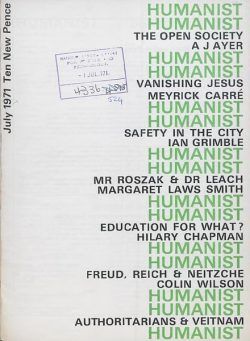 HUMANIST
HUMANIST
THE OPEN SOCIETY
A J AYER
HUMANIST
HUMANIST
VANISHING JESUS
MEYRICK CARRÉ
HUMANIST
HUMANIST
SAFETY IN THE CITY
IAN GRIMBLE
HUMANIST
HUMANIST
MR ROSZAK & DR LEACH
MARGARET LAWS SMITH
HUMANIST
HUMANIST
EDUCATION FOR WHAT?
HILARY CHAPMAN
HUMANIST
HUMANIST
FREUD, REICH & NEITZCHE
COLIN WILSON
HUMANIST
HUMANIST
AUTHORITARIANS & VEITNAM
HUMANIST
July 1971 Ten New Pence
524